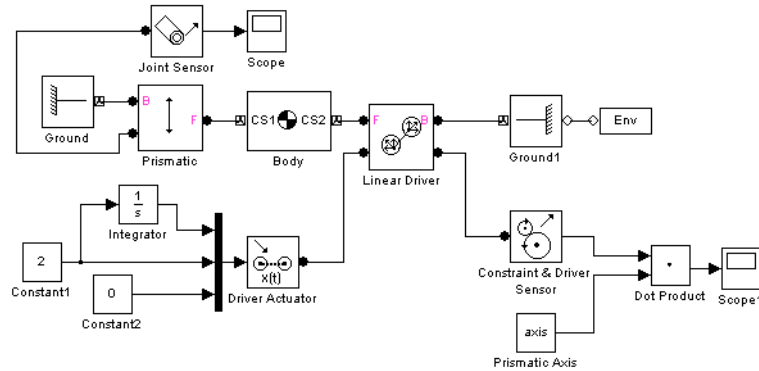 Joint Sensor
Scope
B
F
CS1 CS2
F
B
Env
Ground
Prismatic
Body
Linear Driver
Ground1
1
s
Integrator
2
Constant1
0
Constant2
x(t)
Driver Actuator
Constraint & Driver
Sensor
Dot Product
Scope1
axis
Prismatic Axis